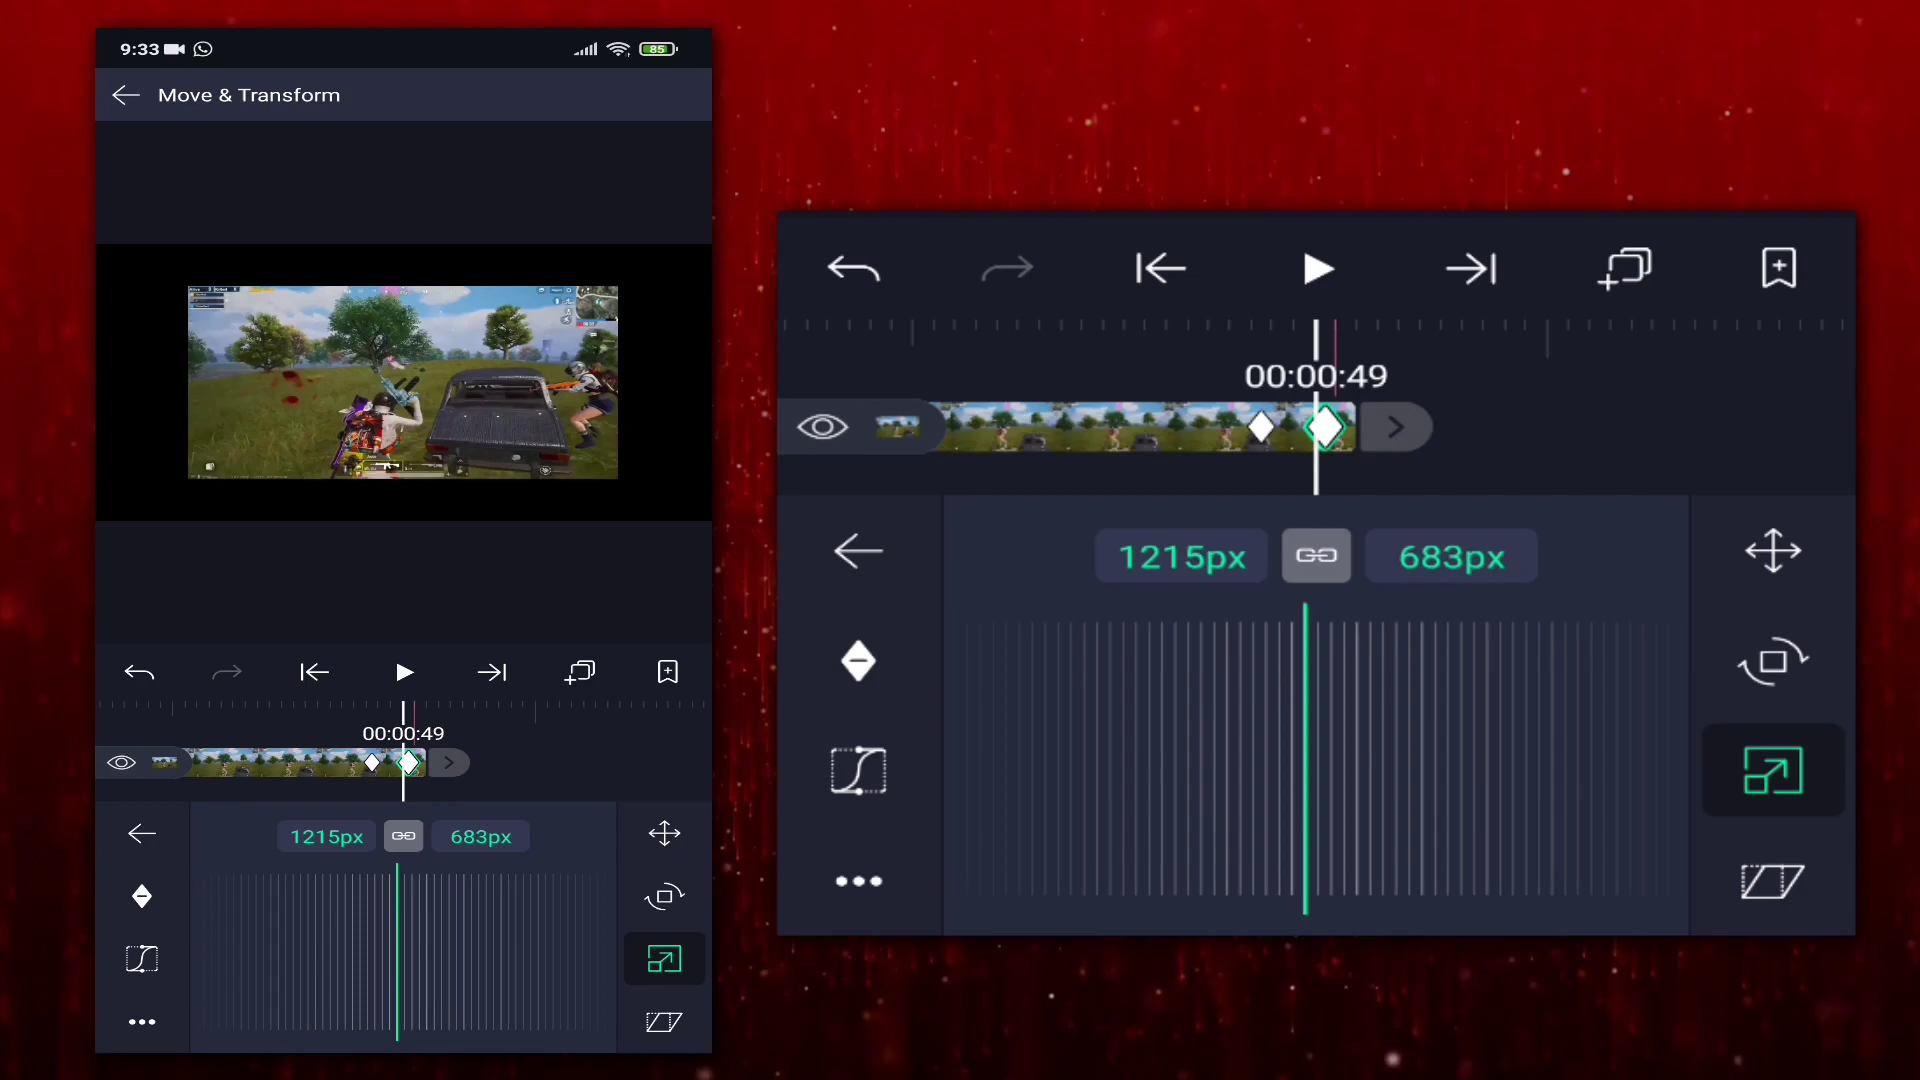 9:33
85
Move & Transform
00:00:49
1215px
683px
00:00:49
1215px
683px